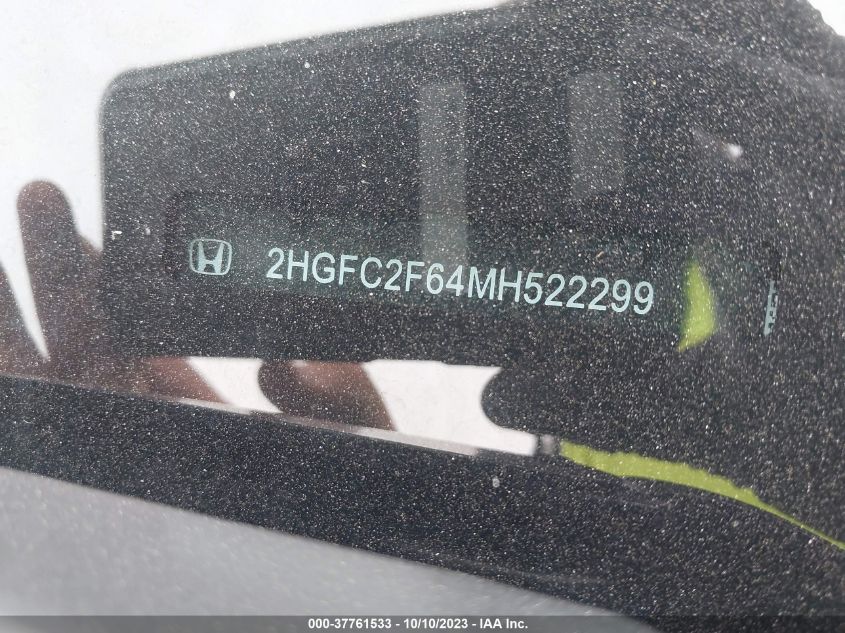 2HGFC2F64MH522299
000-37761533 - 10/10/2023 - IAA Inc.